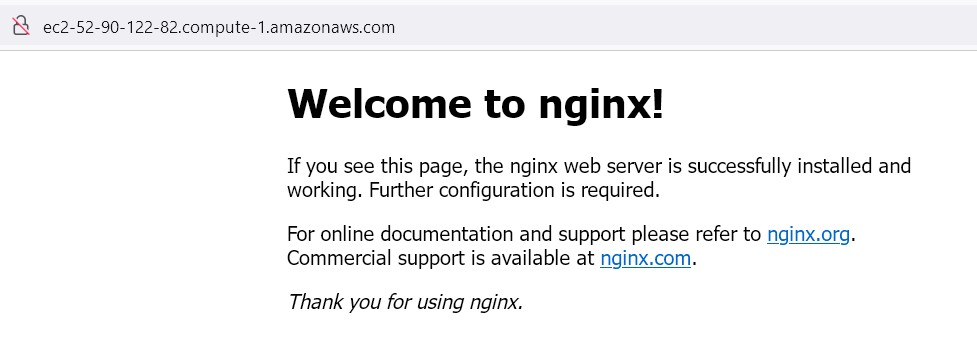 ec2-52-90-122-82.compute-1.amazonaws.com
Welcome to nginx!
If you see this page, the nginx web server is successfully installed and
working. Further configuration is required.
For online documentation and support please refer to nginx.org.
Commercial support is available at nginx.com.
Thank you for using nginx.